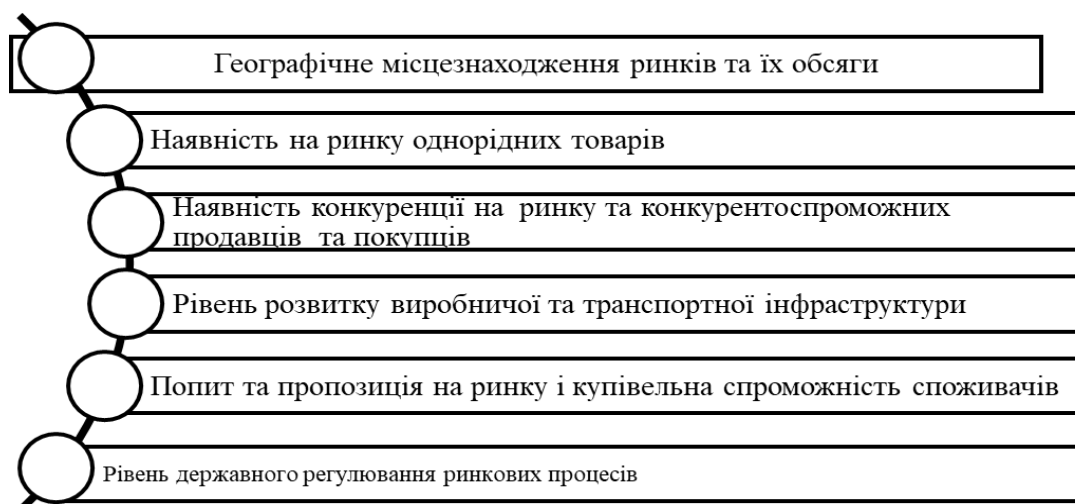 Географічне місцезнаходження ринків та їх обсяги
Наявність на ринку однорідних товарів
Наявність конкуренції на ринку та конкурентоспроможних
продавців та покупців
Рівень розвитку виробничої та транспортної інфраструктури
Попит та пропозиція на ринку і купівельна спроможність споживачів
Рівень державного регулювання ринкових процесів